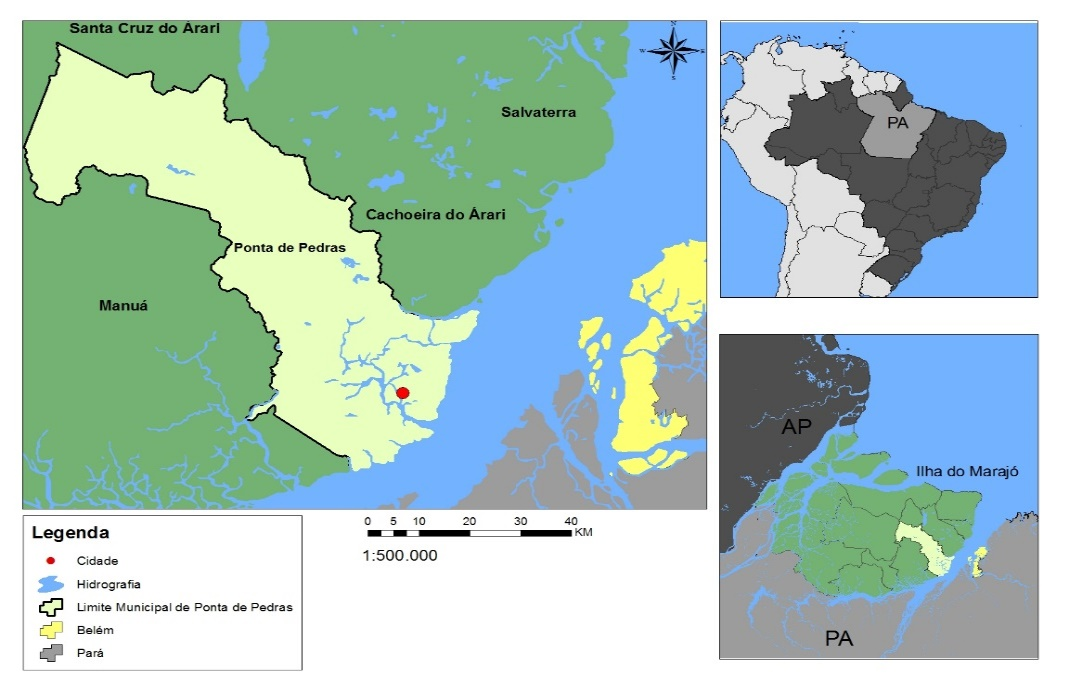 Santa Cruz do Árari
Salvaterra
Cachoeira do Árari
Ponta de Pedras
Manuá
N
W
E
S
PA
AP
Ilha do Marajó
PA
Legenda
Cidade
Hidrografia
Limite Municipal de Ponta de Pedras
Belém
Pará
0 5 10 20 30 40
KM
1:500.000